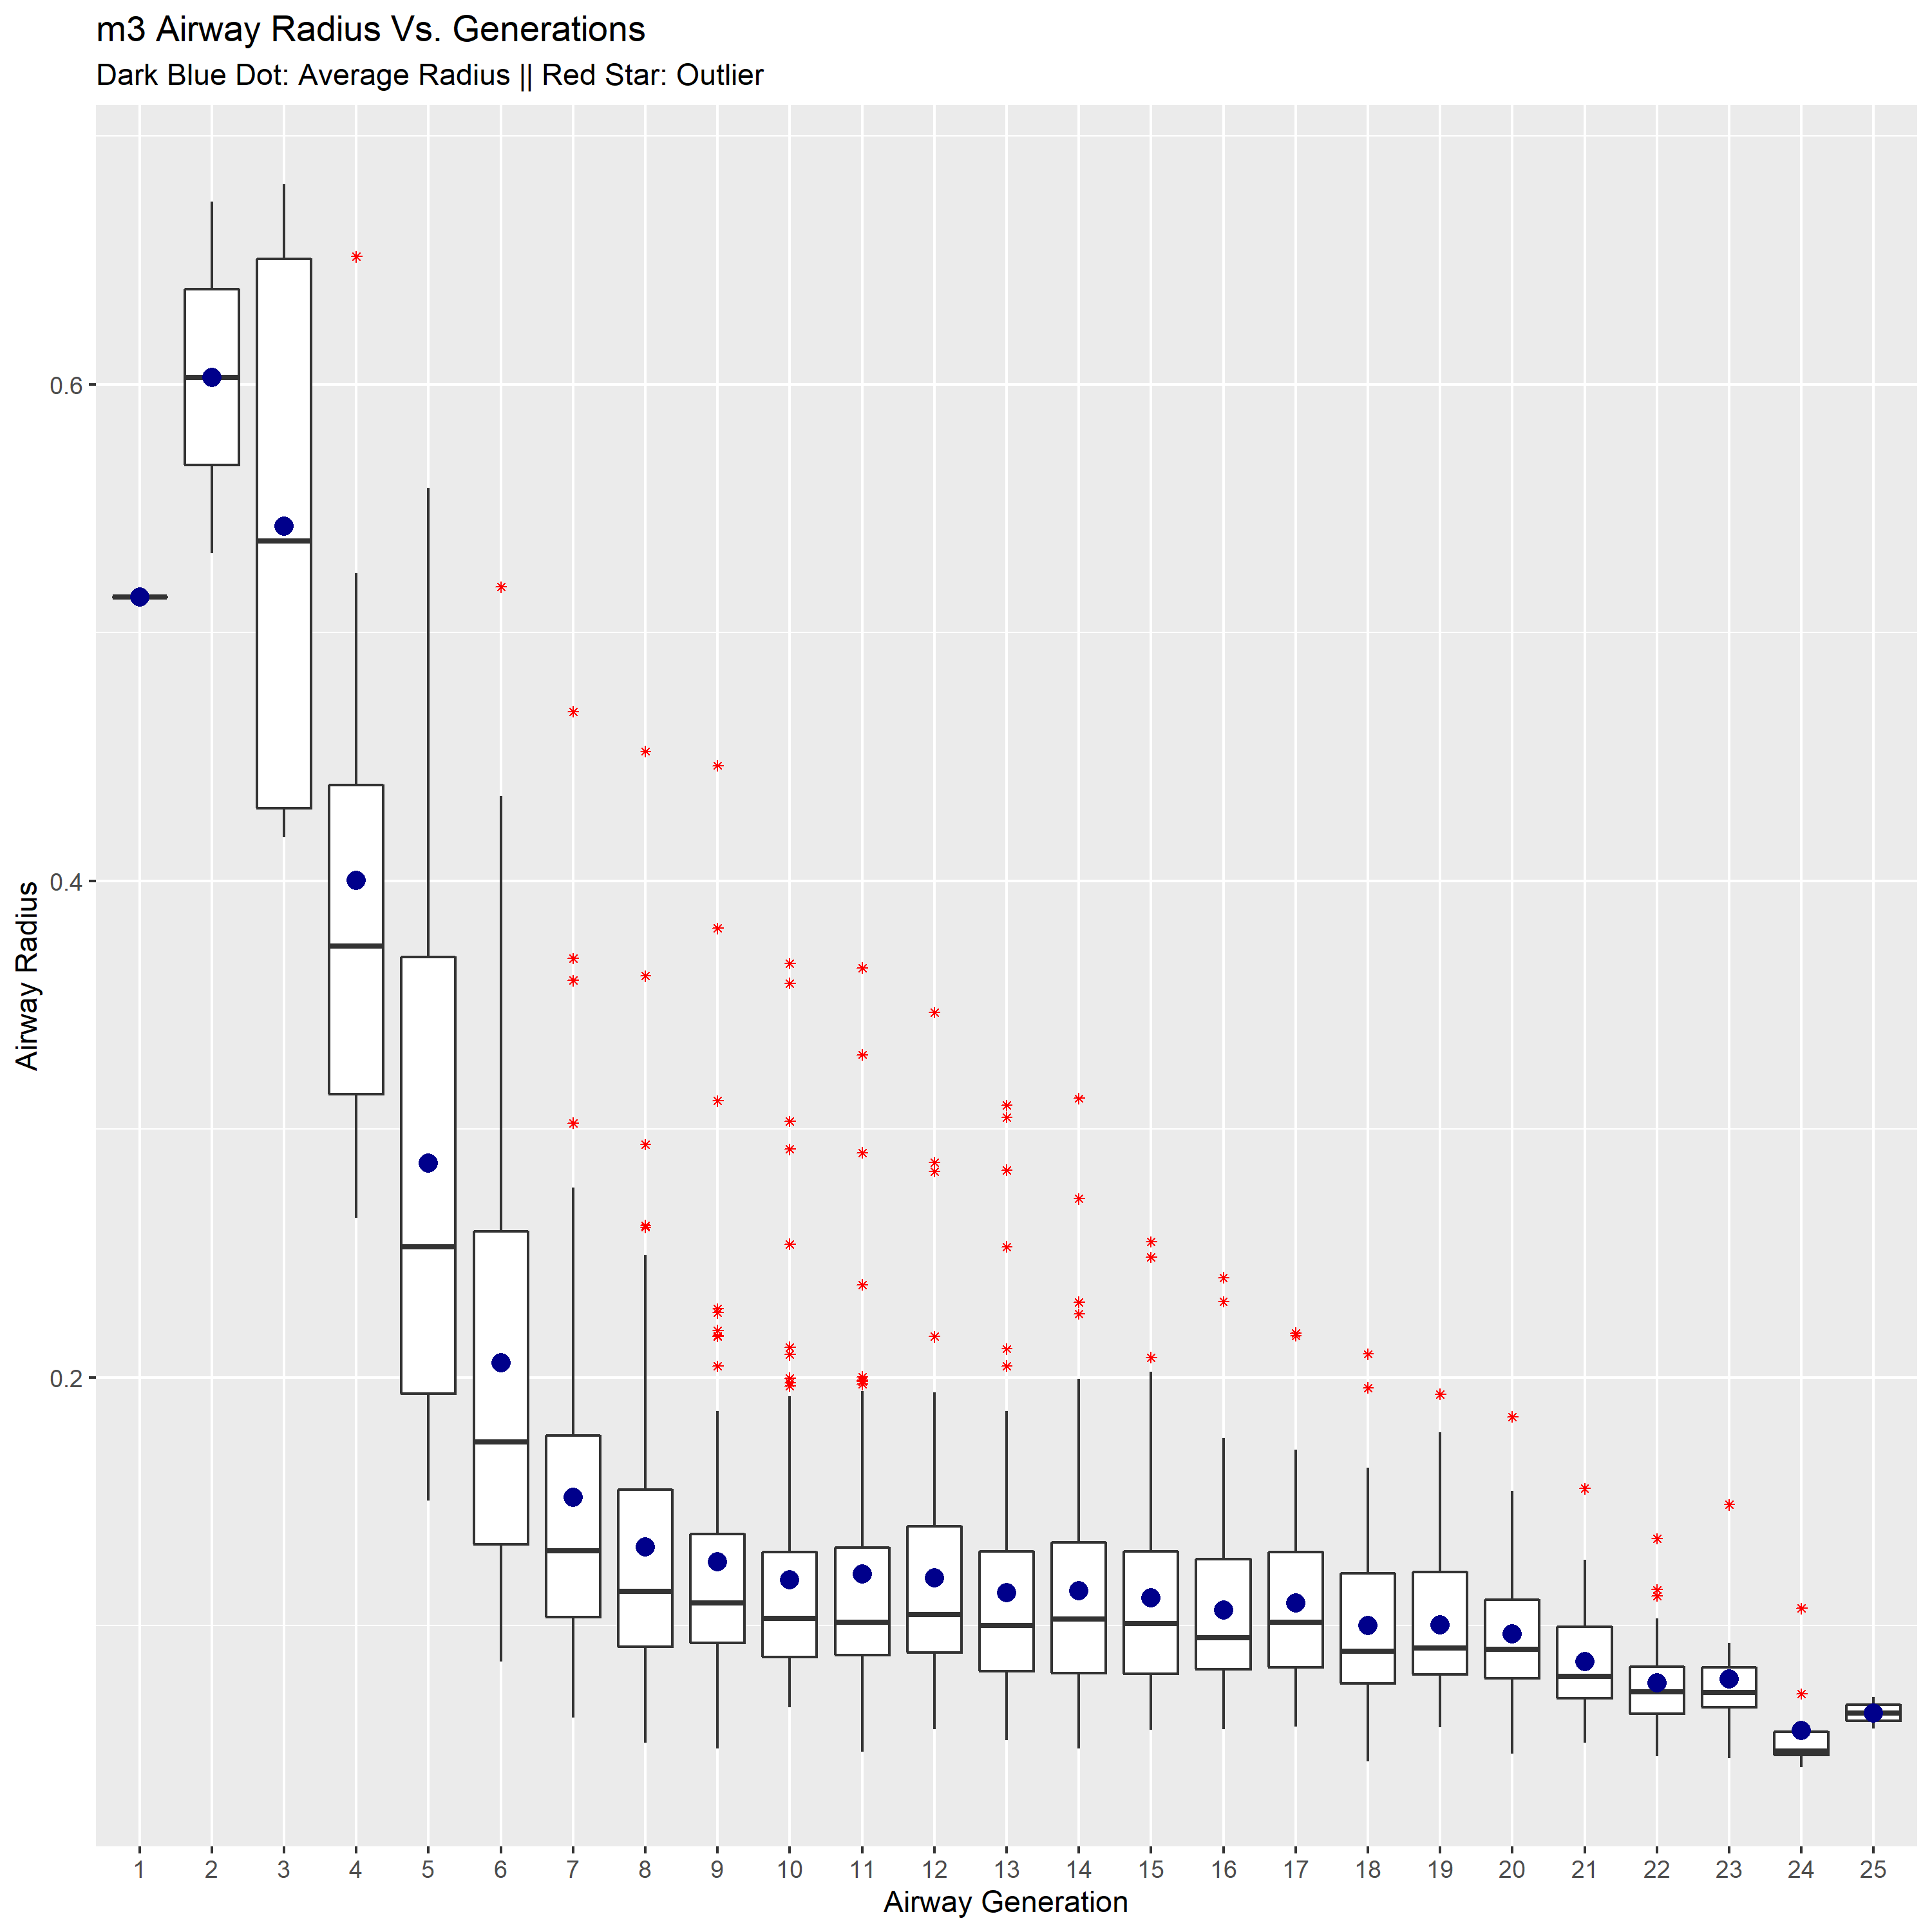 m3 Airway Radius Vs. Generations
Dark Blue Dot: Average Radius || Red Star: Outlier
Airway Radius
0.6
0.4
0.2
1 2 3 4 5 6 7 8 9 10 11 12 13 14 15 16 17 18 19 20 21 22 23 24 25
Airway Generation